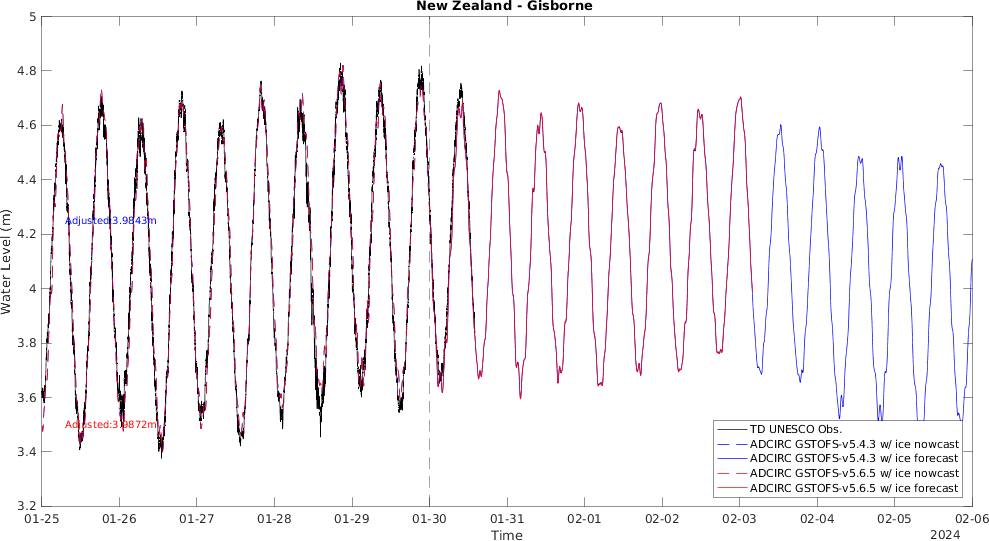 New Zealand - Gisborne
5
4.8
4.6
4.4
4.2
4
3.8
3.6
3.4
3.2
Water Level (m)
Adjusted:3.9843m
Adjusted:3.9872m
TD UNESCO Obs.
ADCIRC GSTOFS-v5.4.3 w/ ice nowcast
ADCIRC GSTOFS-v5.4.3 w/ ice forecast
ADCIRC GSTOFS-v5.6.5 w/ ice nowcast
ADCIRC GSTOFS-v5.6.5 w/ ice forecast
01-25 01-26 01-27 01-28 01-29 01-30 01-31 02-01 02-02 02-03 02-04 02-05 02-06
Time
2024